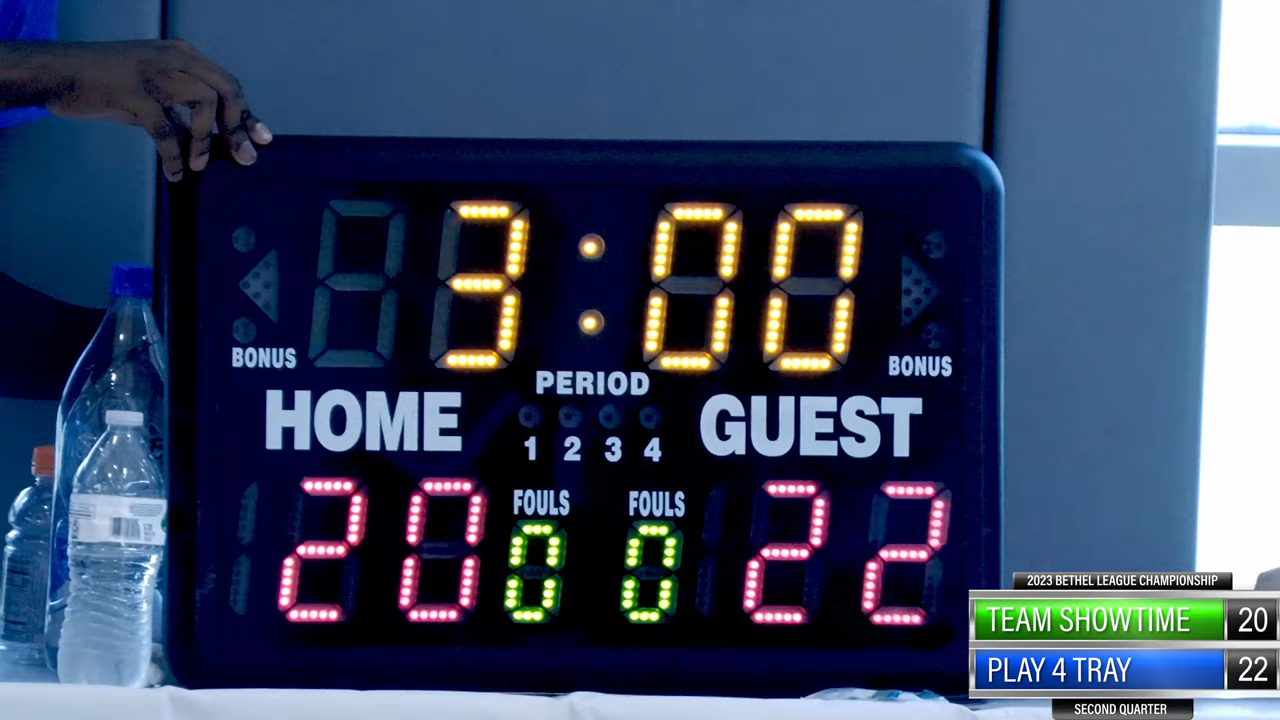 3:00
BONUS
BONUS
PERIOD
HOME
GUEST
1 2 3 4
FOULS
FOULS
20
0
0
22
2023 BETHEL LEAGUE CHAMPIONSHIP
TEAM SHOWTIME 20
PLAY 4 TRAY 22
SECOND QUARTER